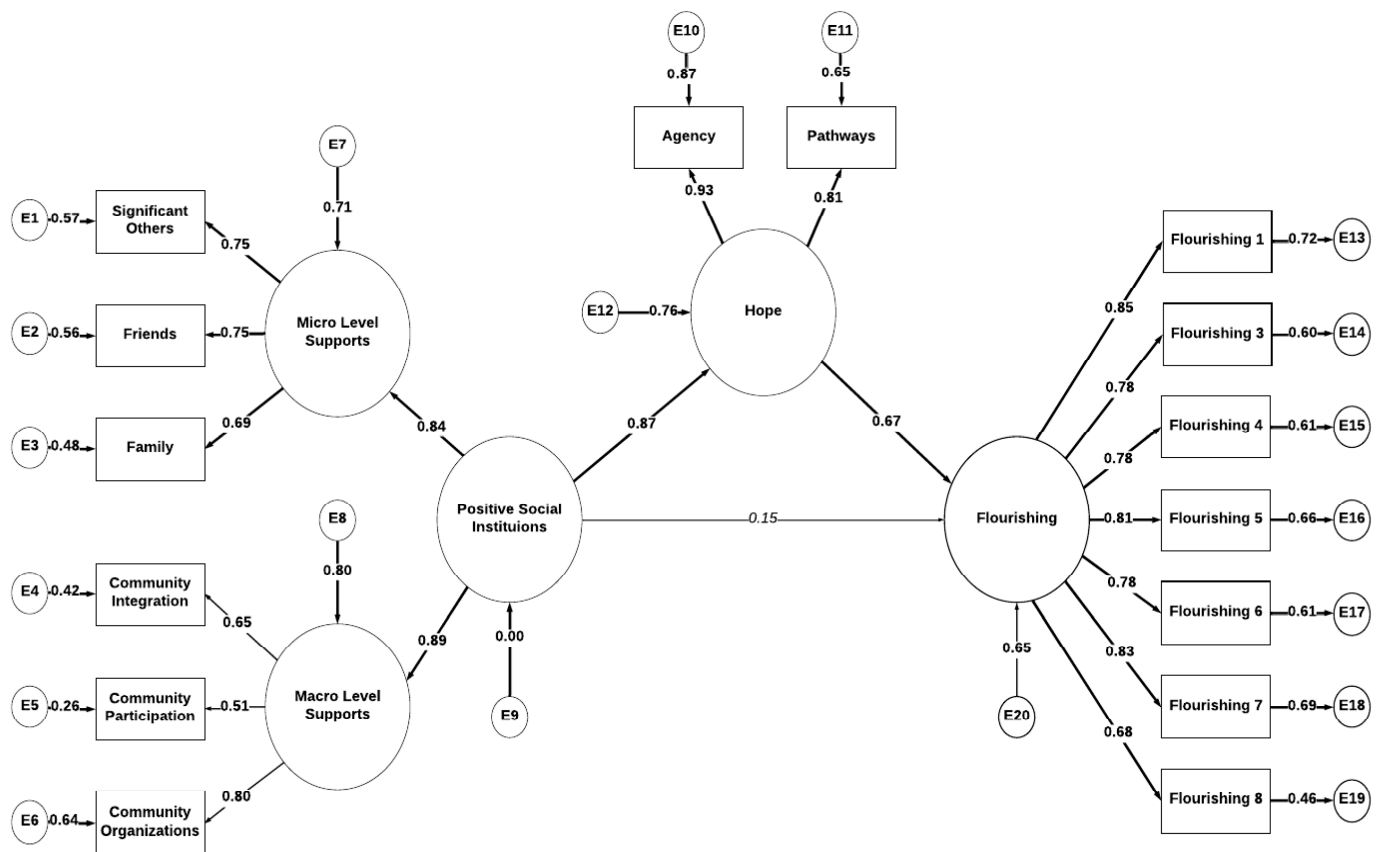 E10
E11
0.87
0.65
Agency
Pathways
E7
0.93
0.81
0.71
E1
0.57
Significant
Others
0.75
Flourishing 1
0.72
E13
E12
0.76
Hope
0.85
E2
0.56
Friends
0.75
Micro Level
Supports
Flourishing 3
0.60
E14
0.78
E3
0.48
Family
0.69
0.84
0.87
0.67
Flourishing 4
0.61
E15
0.78
Positive Social
Instituions
0.15
Flourishing
0.81
Flourishing 5
0.66
E16
E8
0.80
E4
0.42
Community
Integration
0.65
0.89
0.00
0.65
0.78
Flourishing 6
0.61
E17
0.83
E5
0.26
Community
Participation
0.51
Macro Level
Supports
E9
E20
Flourishing 7
0.69
E18
0.68
E6
0.64
Community
Organizations
0.80
Flourishing 8
0.46
E19